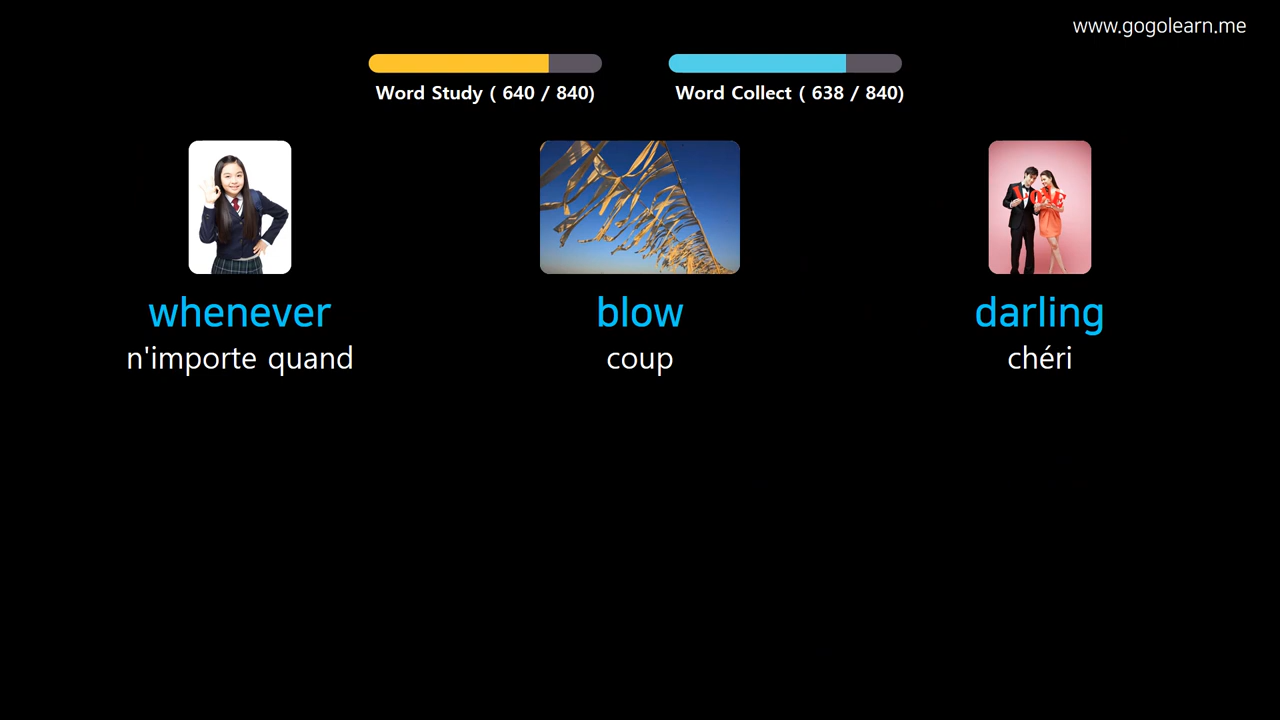 www.gogolearn.me
Word Study ( 640 / 840)
Word Collect ( 638 / 840)
whenever
n'importe quand
blow
coup
darling
chéri